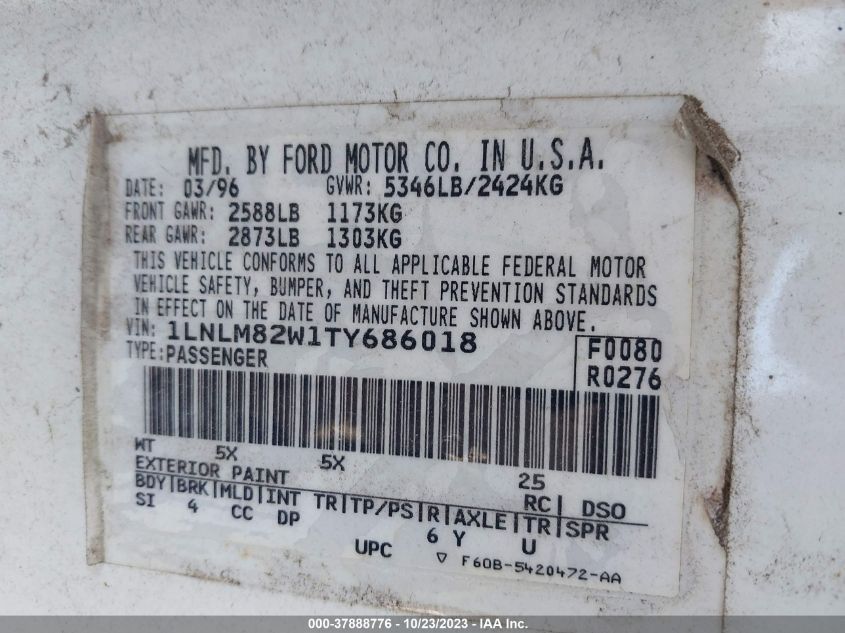 MFD. BY FORD MOTOR CO. IN U.S.A.
DATE: 03/96 GVWR: 5346LB/2424KG
FRONT GAWR: 2588LB 1173KG
REAR GAWR: 2873LB 1303KG
THIS VEHICLE CONFORMS TO ALL APPLICABLE FEDERAL MOTOR
VEHICLE SAFETY, BUMPER, AND THEFT PREVENTION STANDARDS
IN EFFECT ON THE DATE OF MANUFACTURE SHOWN ABOVE.
VIN: 1LNLM82W1TY686018 F0080
TYPE: PASSENGER R0276
WT 5X 5X 25
EXTERIOR PAINT RC| DSO
BDY|BRK|MLD|INT TR|TP/PS|R|AXLE|TR|SPR
SI 4 CC DP 6 Y U
UPC ▽ F60B-5420472-AA
000-37888776 - 10/23/2023 - IAA Inc.